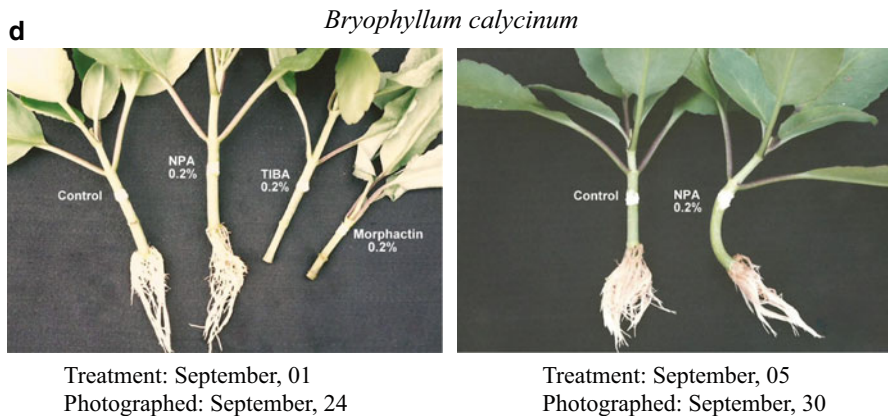 d
Bryophyllum calycinum
Control
NPA
0.2%
TIBA
0.2%
Morphactin
0.2%
Control
NPA
0.2%
Treatment: September, 01
Photographed: September, 24
Treatment: September, 05
Photographed: September, 30